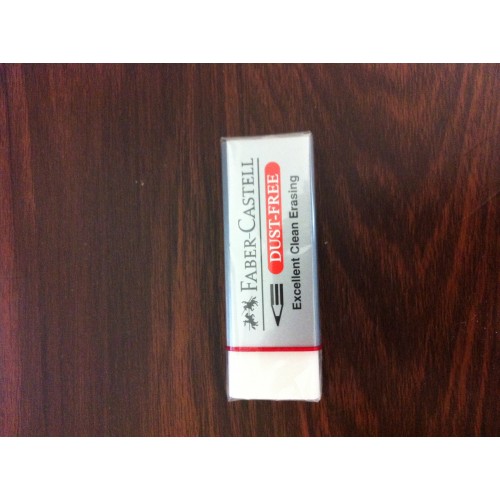 FABER-CASTELL
DUST-FREE
Excellent Clean Erasing